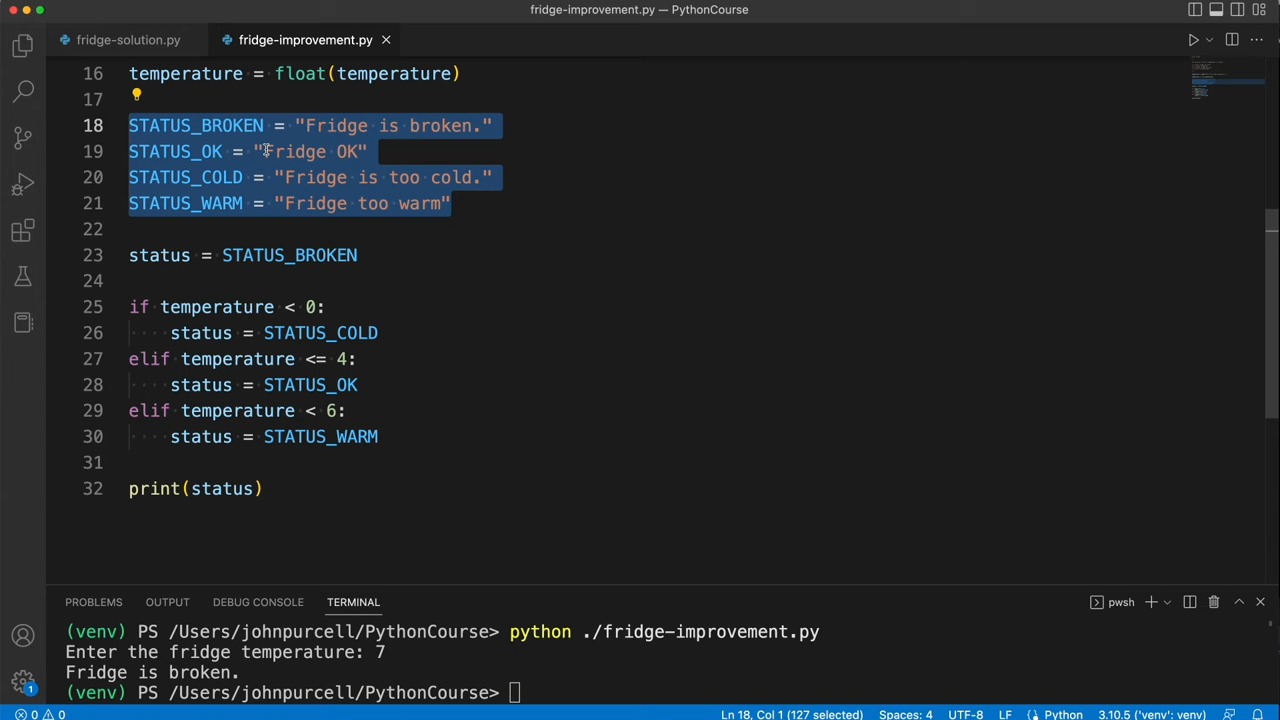 fridge-improvement.py — PythonCourse
fridge-solution.py
fridge-improvement.py
16 temperature = float(temperature)
17
18 STATUS_BROKEN = "Fridge is broken."
19 STATUS_OK = "Fridge OK"
20 STATUS_COLD = "Fridge is too cold."
21 STATUS_WARM = "Fridge too warm"
22
23 status = STATUS_BROKEN
24
25 if temperature < 0:
26 status = STATUS_COLD
27 elif temperature <= 4:
28 status = STATUS_OK
29 elif temperature < 6:
30 status = STATUS_WARM
31
32 print(status)
PROBLEMS OUTPUT DEBUG CONSOLE TERMINAL pwsh
(venv) PS /Users/johnpurcell/PythonCourse> python ./fridge-improvement.py
Enter the fridge temperature: 7
Fridge is broken.
(venv) PS /Users/johnpurcell/PythonCourse>
1
0 0 Ln 18, Col 1 (127 selected) Spaces: 4 UTF-8 LF Python 3.10.5 ('venv': venv)